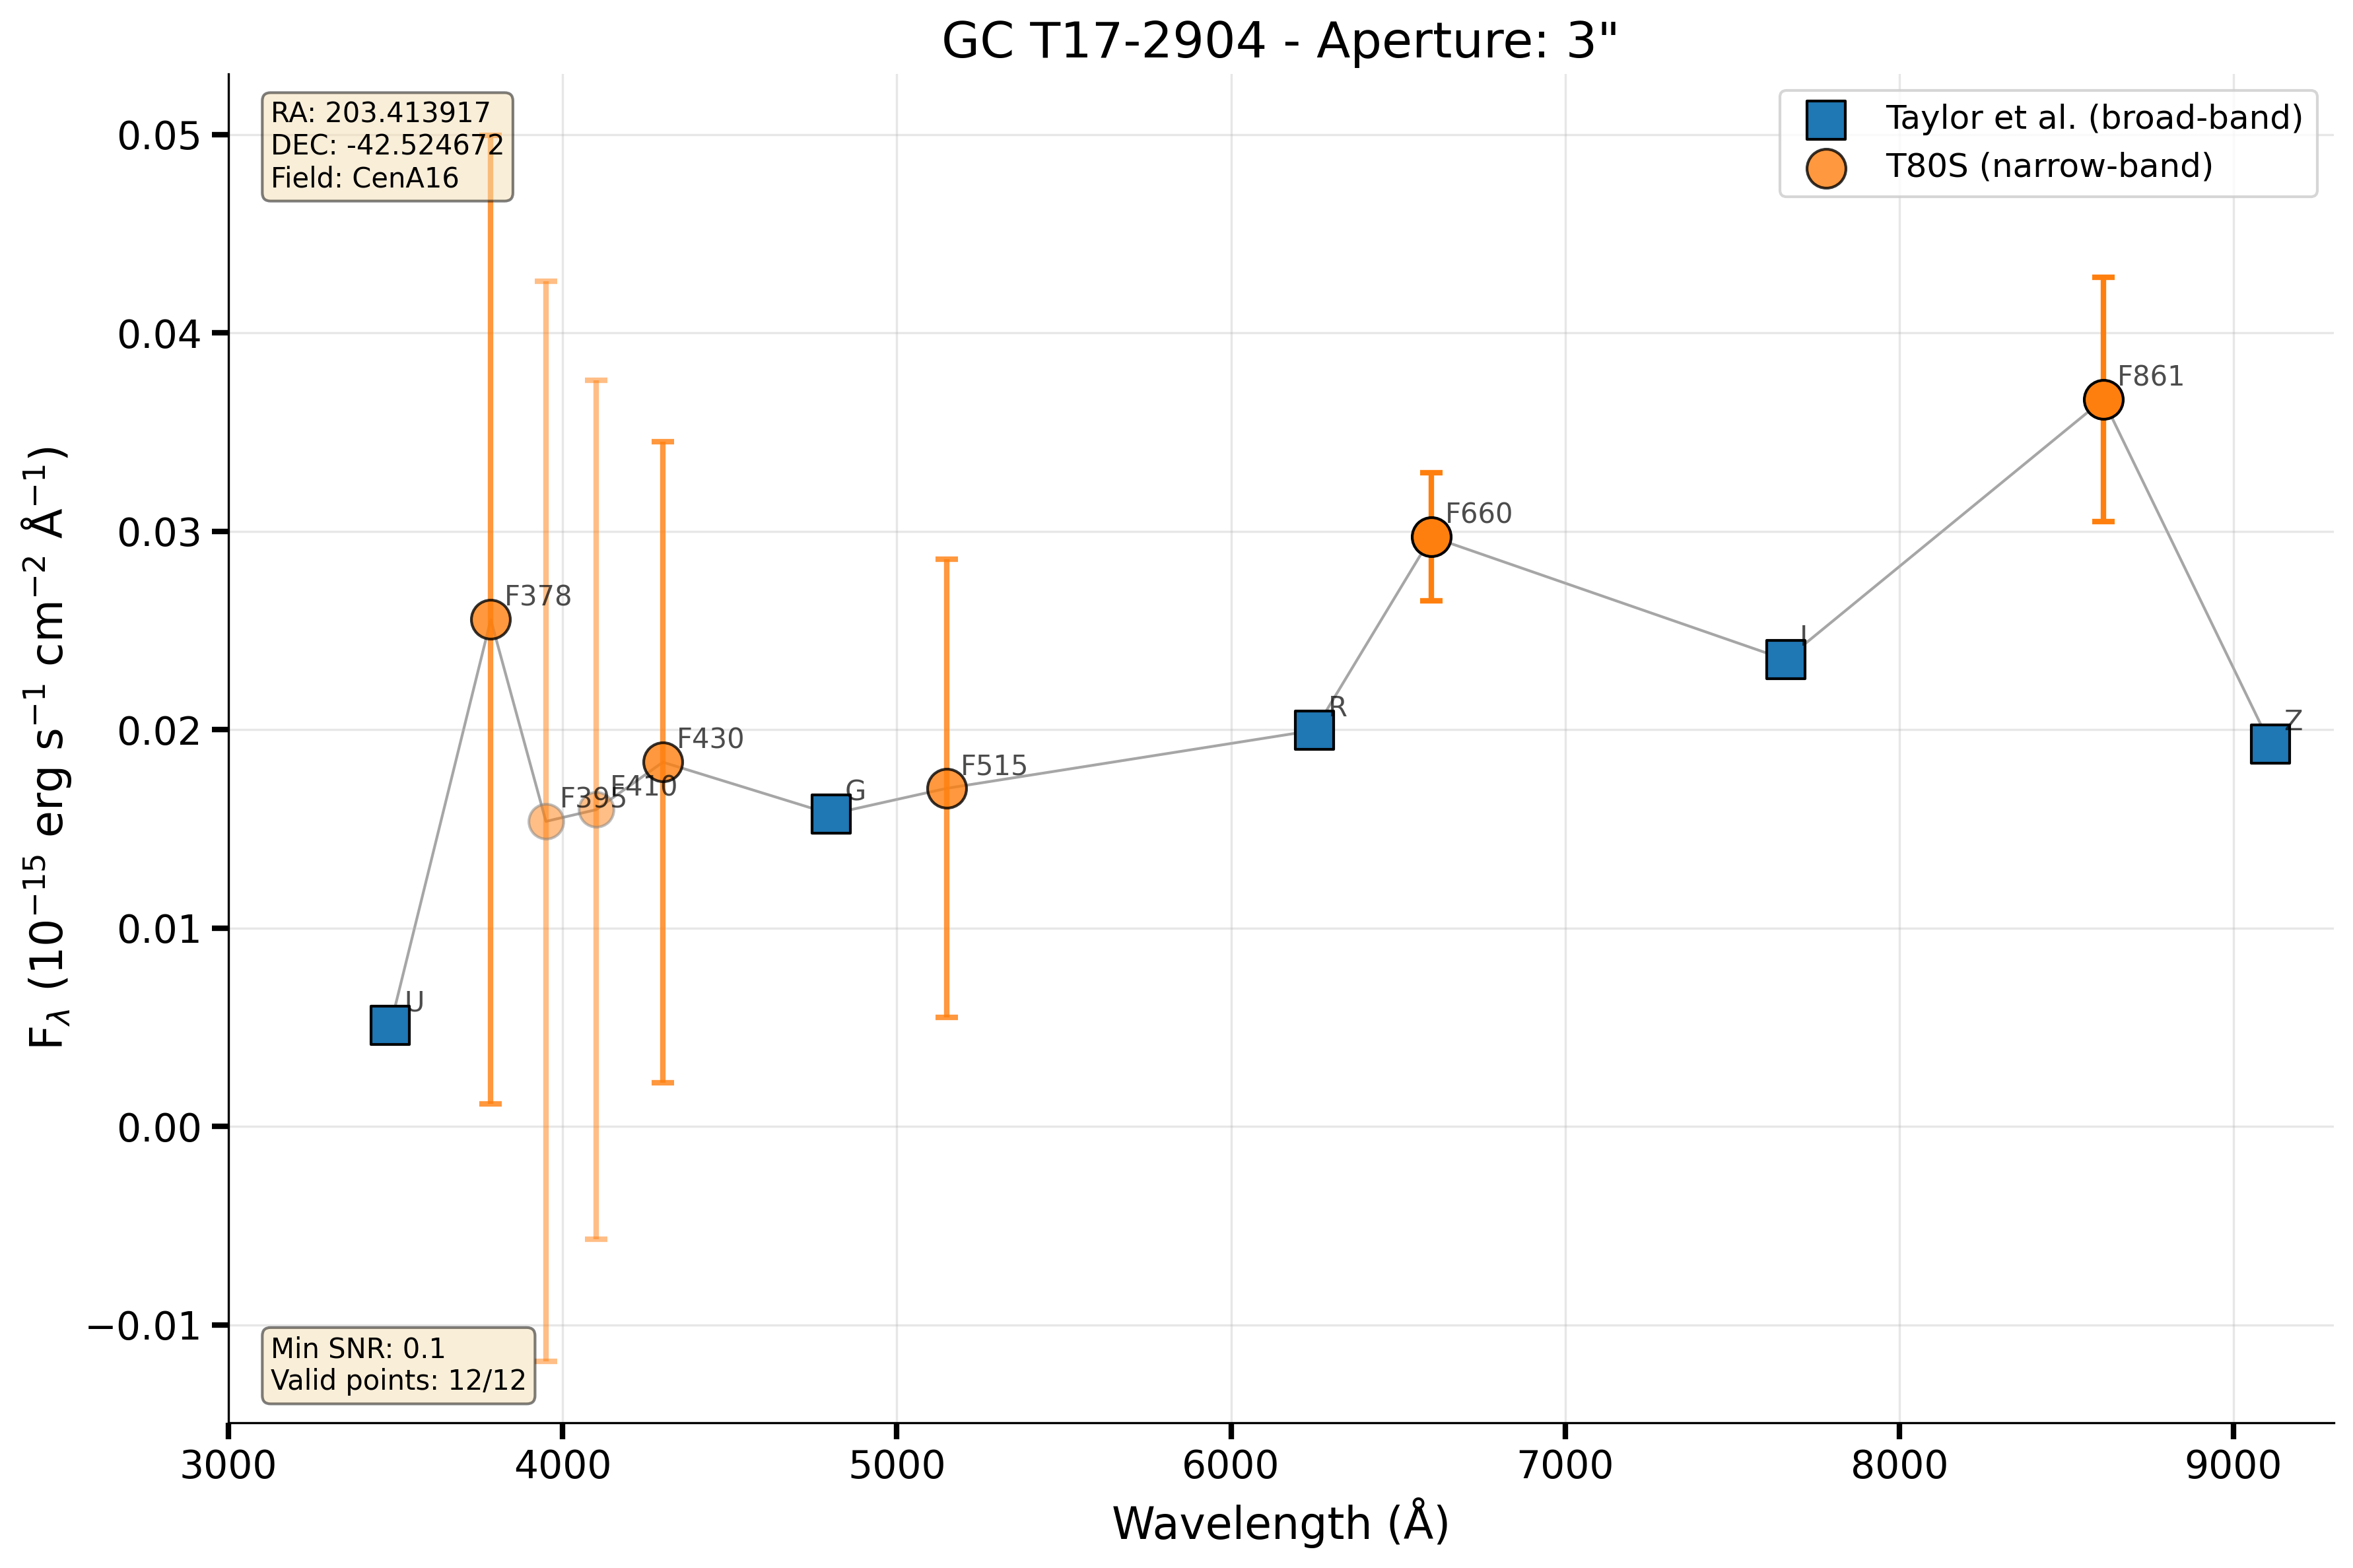 GC T17-2904 - Aperture: 3"
RA: 203.413917
DEC: -42.524672
Field: CenA16
Taylor et al. (broad-band)
T80S (narrow-band)
0.05
0.04
0.03
0.02
0.01
0.00
−0.01
F_λ (10⁻¹⁵ erg s⁻¹ cm⁻² Å⁻¹)
U
F378
F395
F410
F430
G
F515
R
F660
I
F861
Z
Min SNR: 0.1
Valid points: 12/12
3000
4000
5000
6000
7000
8000
9000
Wavelength (Å)